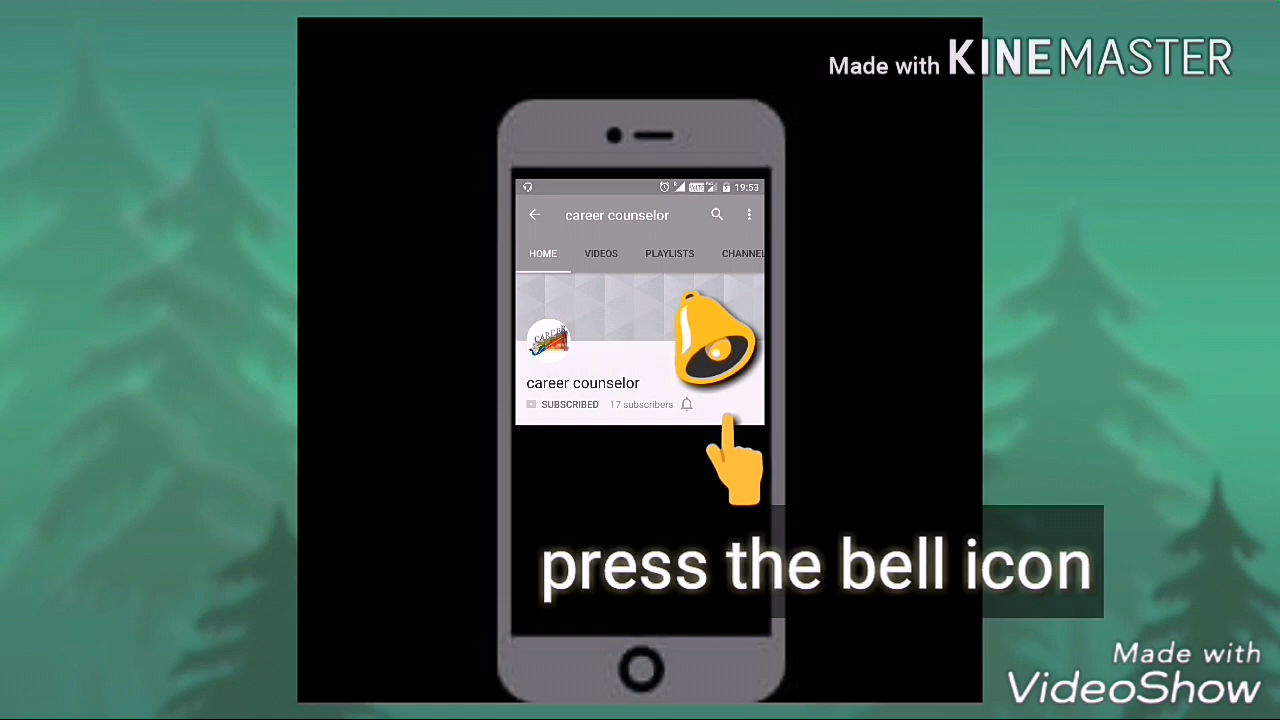 Made with KINEMASTER
19:53
career counselor
HOME VIDEOS PLAYLISTS CHANNEL
CAREER
career counselor
SUBSCRIBED 17 subscribers
press the bell icon
Made with
VideoShow